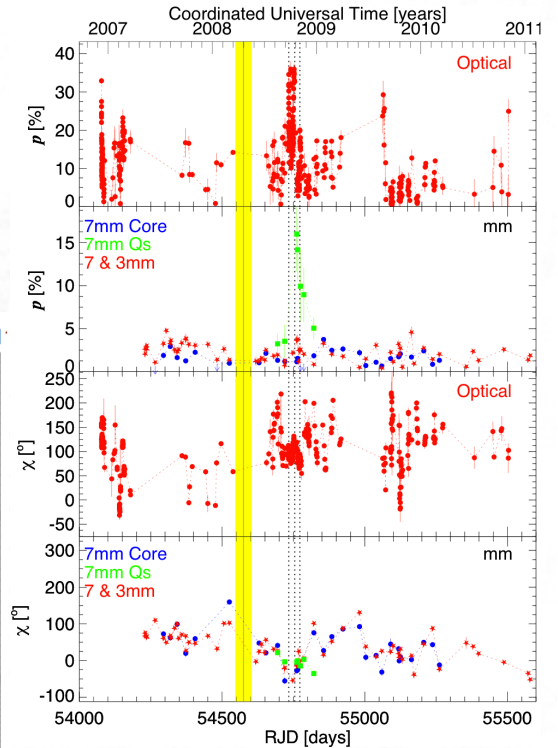 Coordinated Universal Time [years]
2007 2008 2009 2010 2011
Optical
p [%]
40
30
20
10
0
7mm Core
7mm Qs
7 & 3mm
mm
p [%]
15
10
5
0
Optical
χ [º]
250
200
150
100
50
0
-50
7mm Core
7mm Qs
7 & 3mm
mm
χ [º]
300
200
100
0
-100
54000 54500 55000 55500
RJD [days]